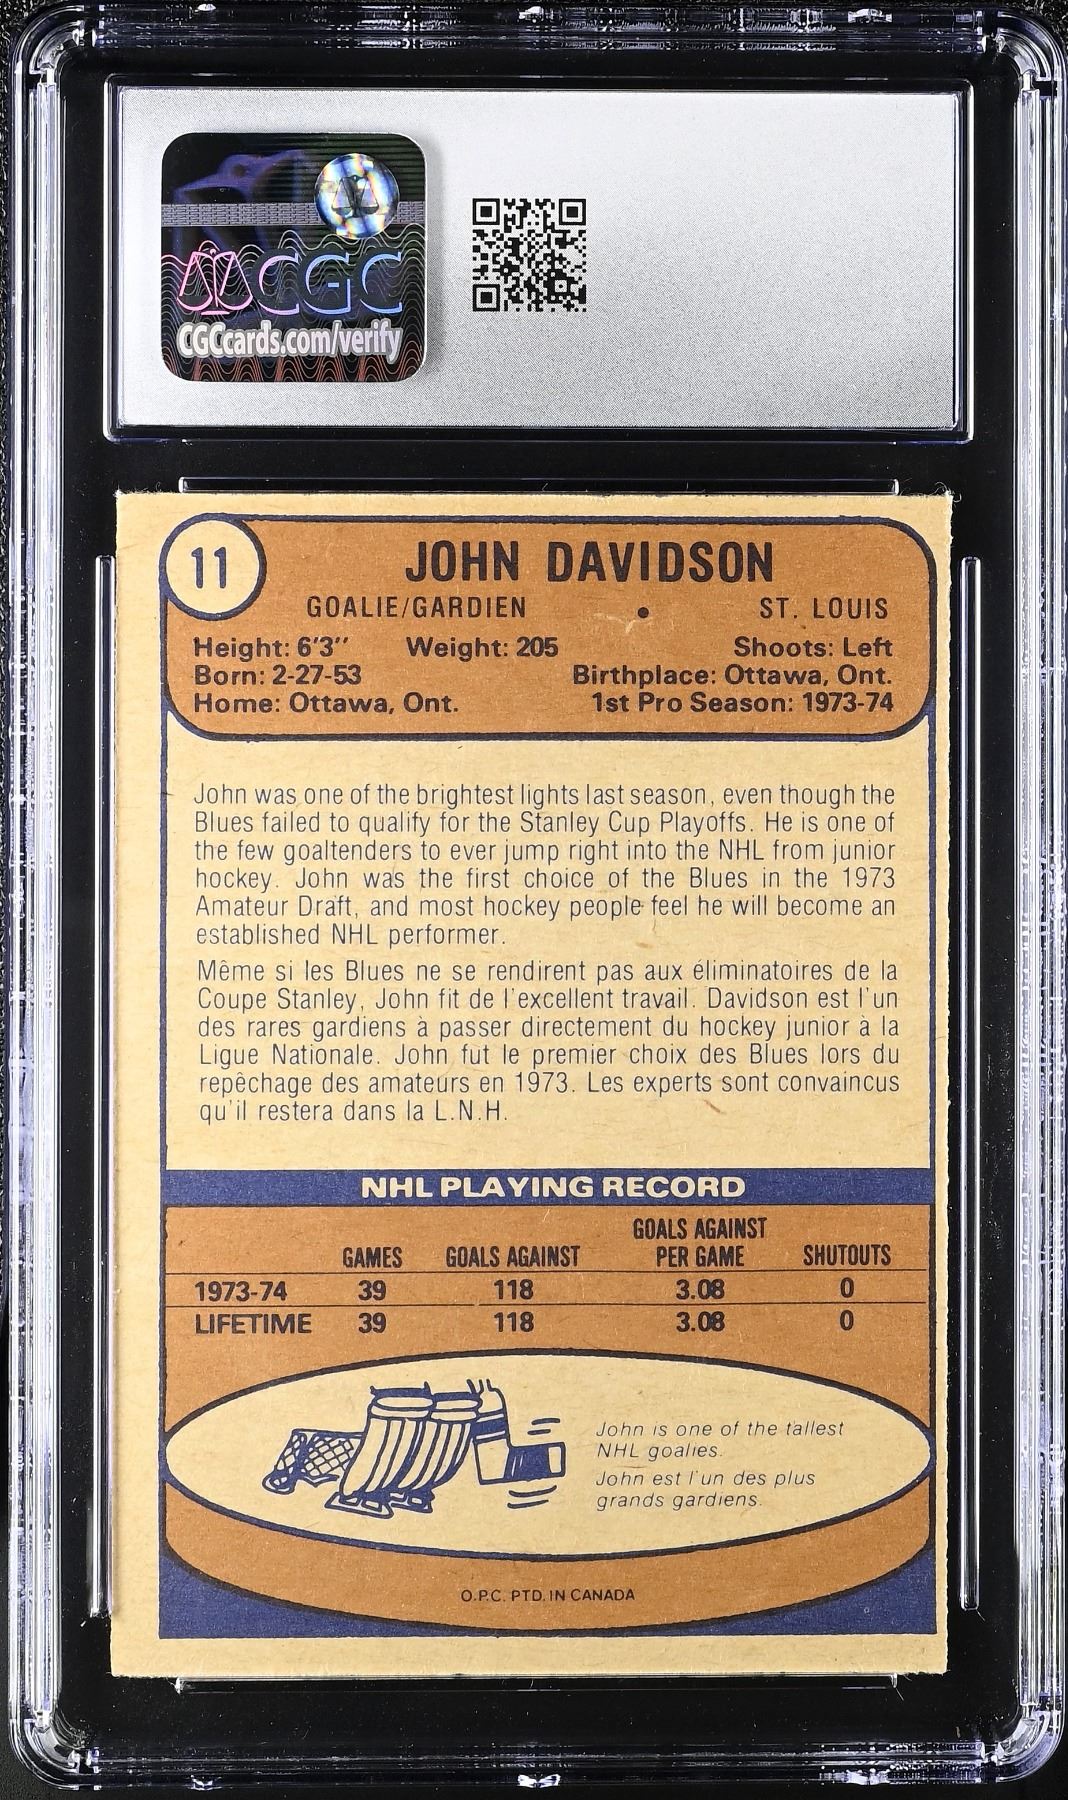 CGC
CGCcards.com/verify
11
JOHN DAVIDSON
GOALIE/GARDIEN • ST. LOUIS
Height: 6'3'' Weight: 205 Shoots: Left
Born: 2-27-53 Birthplace: Ottawa, Ont.
Home: Ottawa, Ont. 1st Pro Season: 1973-74
John was one of the brightest lights last season, even though the
Blues failed to qualify for the Stanley Cup Playoffs. He is one of
the few goaltenders to ever jump right into the NHL from junior
hockey. John was the first choice of the Blues in the 1973
Amateur Draft, and most hockey people feel he will become an
established NHL performer.
Même si les Blues ne se rendirent pas aux éliminatoires de la
Coupe Stanley, John fit de l'excellent travail. Davidson est l'un
des rares gardiens à passer directement du hockey junior à la
Ligue Nationale. John fut le premier choix des Blues lors du
repêchage des amateurs en 1973. Les experts sont convaincus
qu'il restera dans la L.N.H.
NHL PLAYING RECORD
GOALS AGAINST
GAMES GOALS AGAINST PER GAME SHUTOUTS
1973-74 39 118 3.08 0
LIFETIME 39 118 3.08 0
John is one of the tallest
NHL goalies.
John est l'un des plus
grands gardiens.
O.P.C. PTD. IN CANADA